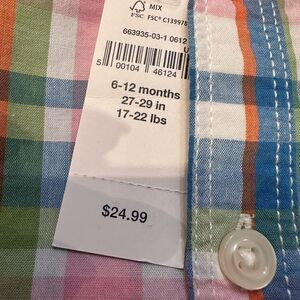 MIX
FSC
FSC® C139978
663935-03-1 0612
U
5 00104 46124
6-12 months
27-29 in
17-22 lbs
$24.99